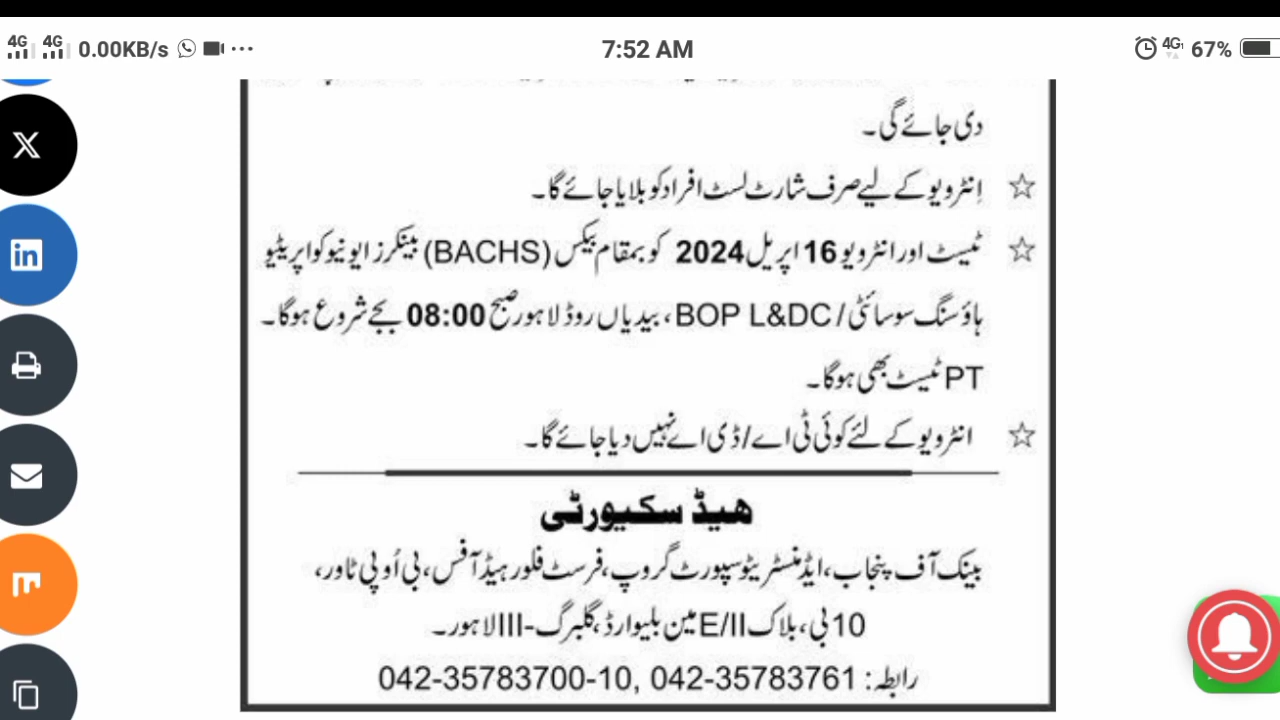 4G 4G 0.00KB/s ... 7:52 AM 4G 67%
دی جائے گی۔
☆ اِنٹرویو کے لیے صرف شارٹ لسٹ افراد کو بلایا جائے گا۔
☆ ٹیسٹ اور انٹرویو 16 اپریل 2024 کو بمقام بیکس (BACHS) بینکرز ایونیو کواپریٹیو
ہاؤسنگ سوسائٹی / BOP L&DC، بیدیاں روڈ لاہور صبح 08:00 بجے شروع ہوگا۔
PT ٹیسٹ بھی ہوگا۔
☆ انٹرویو کے لئے کوئی ٹی اے/ڈی اے نہیں دیا جائے گا۔
ھیڈ سکیورٹی
بینک آف پنجاب، ایڈمنسٹریٹو سپورٹ گروپ، فرسٹ فلور ہیڈ آفس، بی اُو پی ٹاور،
10 بی، بلاک E/II مین بلیوارڈ، گلبرگ-III لاہور۔
رابطہ: 042-35783700-10, 042-35783761